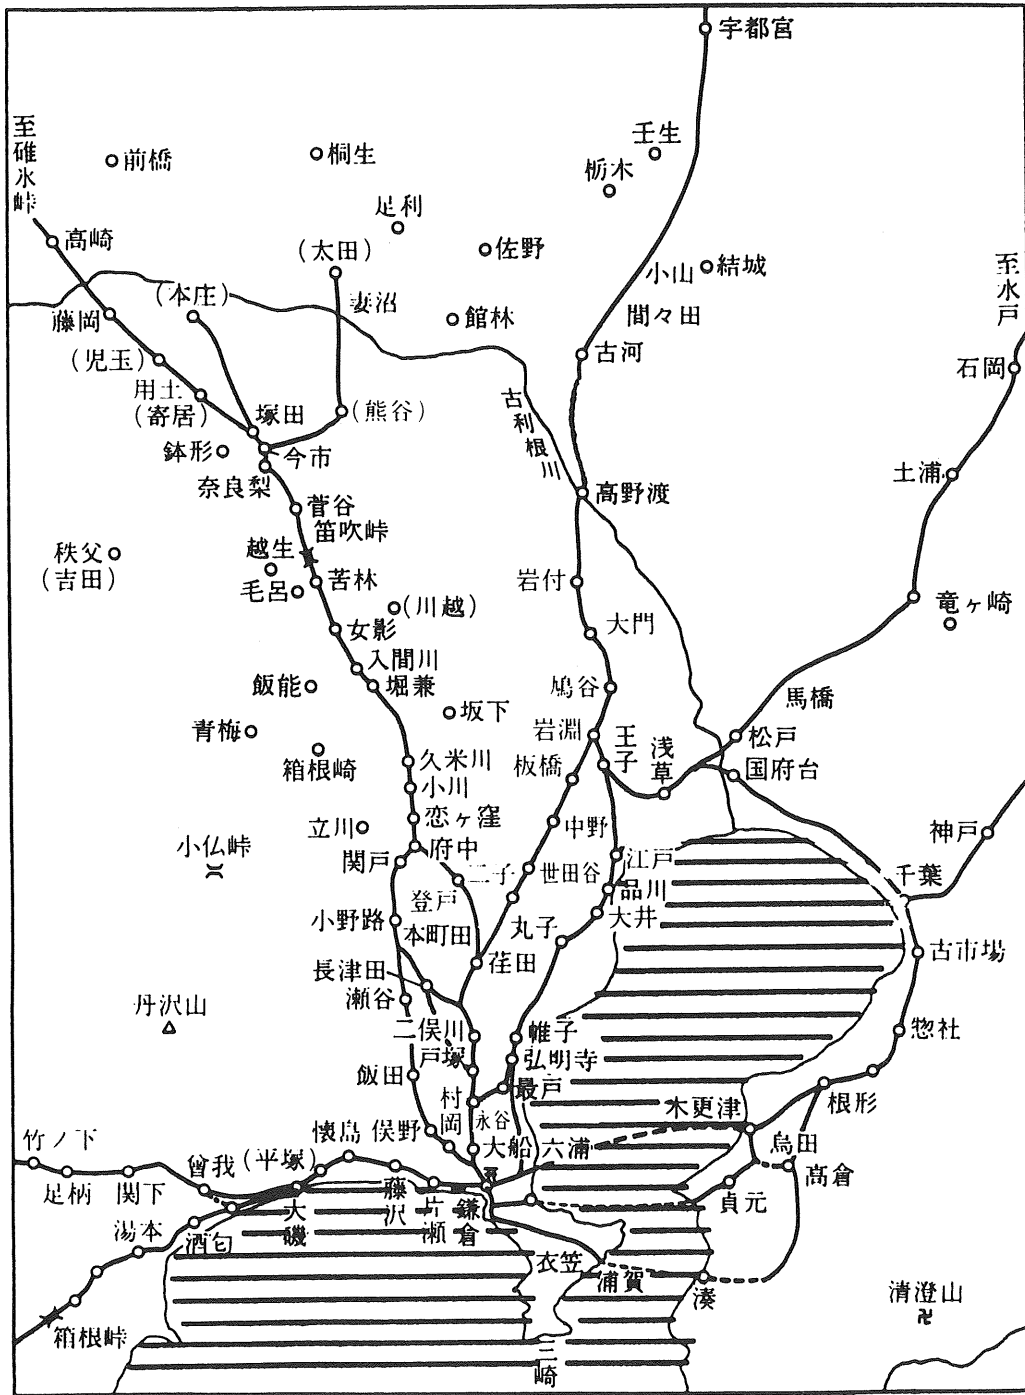 宇都宮
至碓氷峠
前橋
桐生
壬生
栃木
足利
高崎
(太田)
佐野
小山
結城
至水戸
(本庄)
妻沼
館林
間々田
藤岡
古河
石岡
(児玉)
用土
(寄居)
塚田
(熊谷)
古利根川
鉢形
今市
奈良梨
土浦
高野渡
菅谷
笛吹峠
秩父
(吉田)
越生
苦林
毛呂
岩付
(川越)
竜ヶ崎
女影
大門
入間川
飯能
堀兼
鳩谷
馬橋
坂下
青梅
岩淵
王子
浅草
松戸
箱根崎
久米川
板橋
国府台
小川
恋ヶ窪
立川
中野
神戸
小仏峠
府中
関戸
二子
世田谷
江戸
千葉
登戸
品川
小野路
本町田
丸子
大井
荏田
古市場
長津田
瀬谷
丹沢山
二俣川
帷子
惣社
戸塚
弘明寺
飯田
最戸
村岡
永谷
木更津
根形
竹ノ下
懐島
俣野
大船
六浦
烏田
曾我
(平塚)
高倉
足柄
関下
大磯
藤沢
片瀬
鎌倉
貞元
湯本
酒匂
衣笠
浦賀
湊
清澄山
卍
箱根峠
三崎